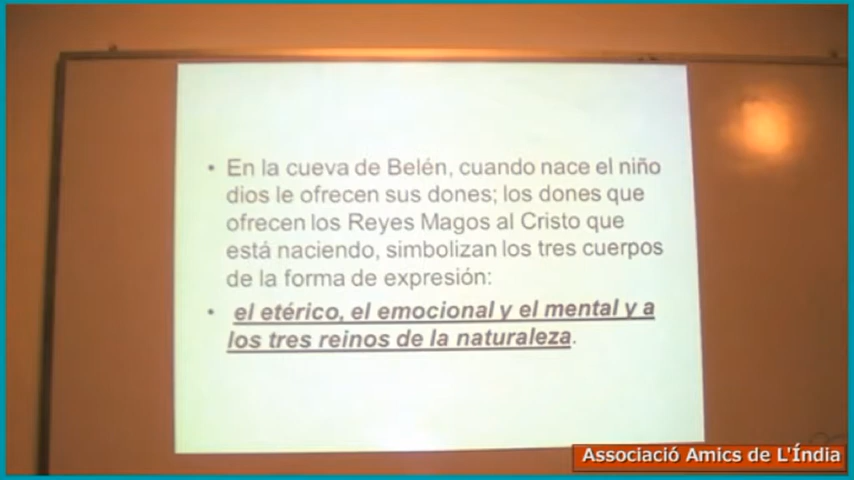 • En la cueva de Belén, cuando nace el niño
dios le ofrecen sus dones; los dones que
ofrecen los Reyes Magos al Cristo que
está naciendo, simbolizan los tres cuerpos
de la forma de expresión:
• el etérico, el emocional y el mental y a
los tres reinos de la naturaleza.
Associació Amics de L'Índia